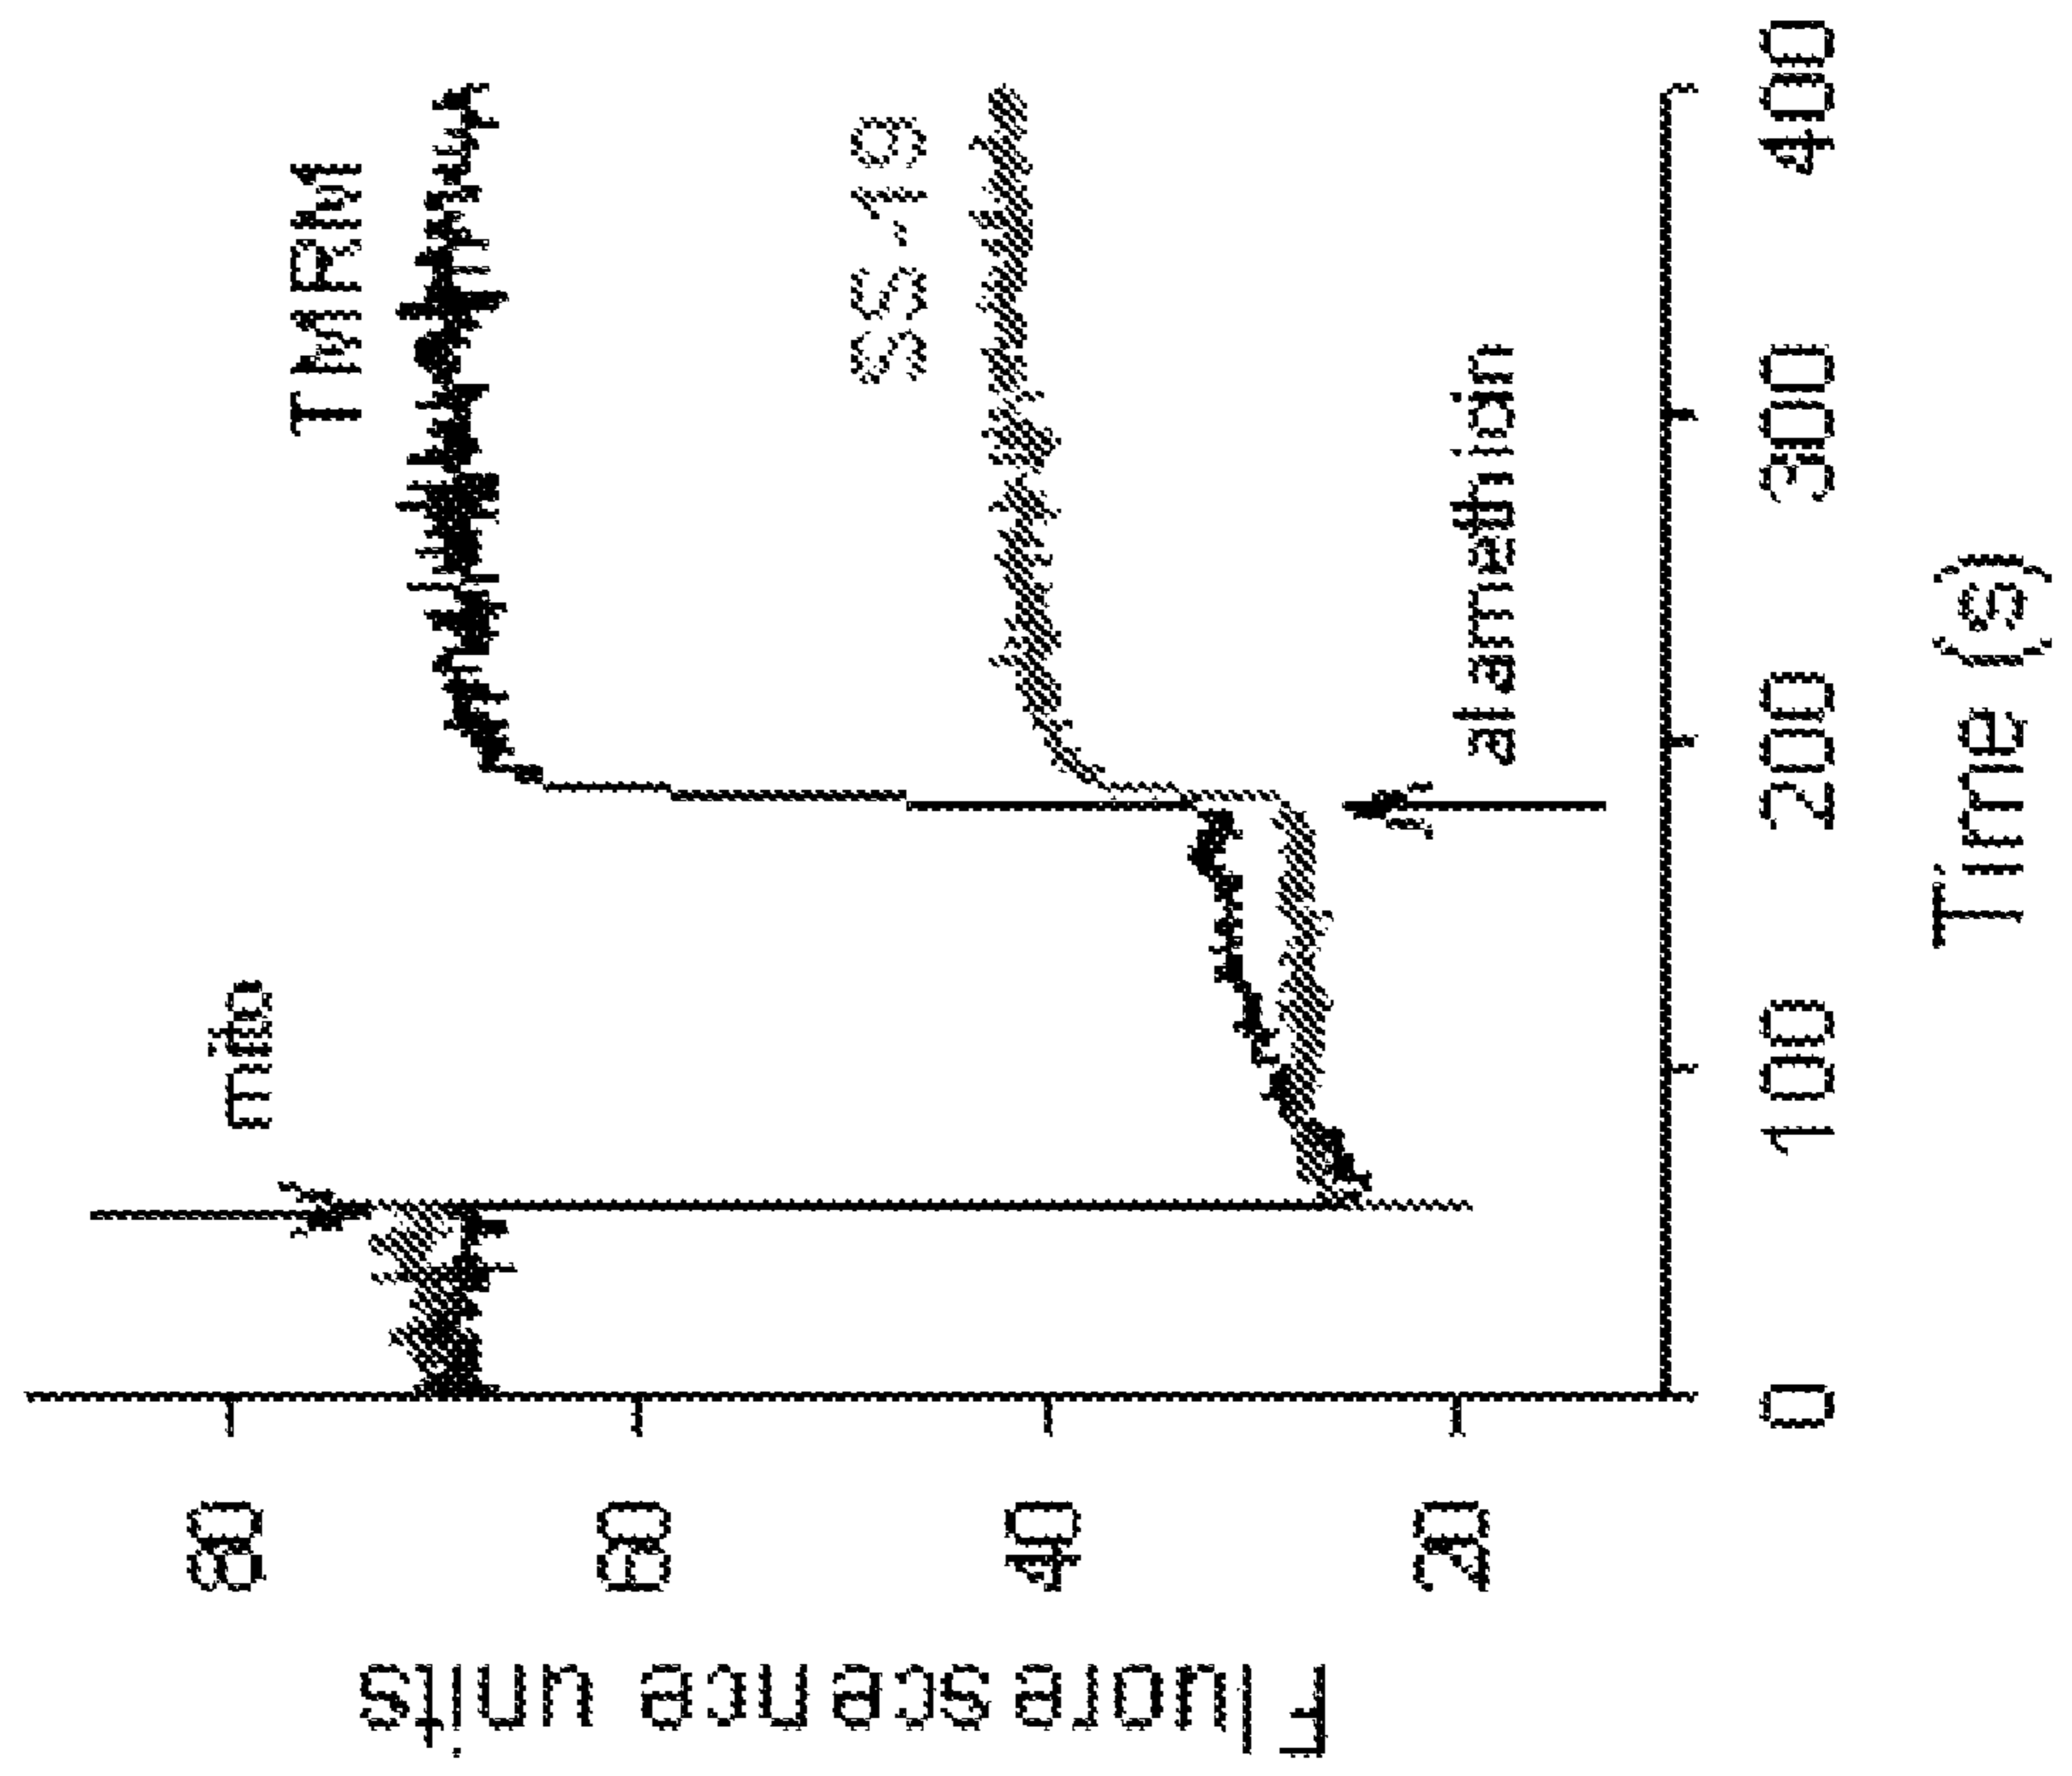 mito
TMRM
SS-19
alamethicin
Fluorescence units
80
60
40
20
0
100
200
300
400
Time (s)